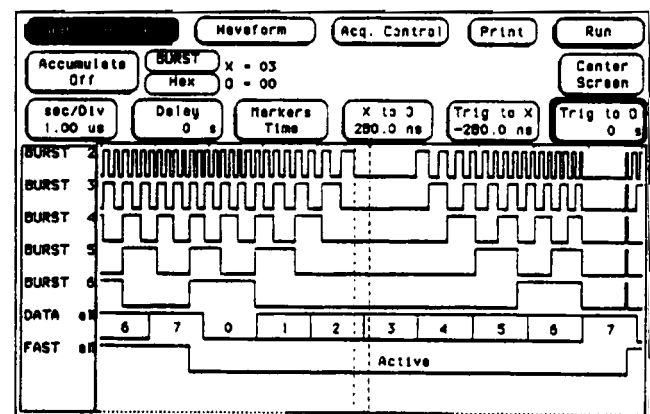 Waveform Acq. Control Print Run
Accumulate Off
BURST X - 03
Hex O - 00
Center Screen
sec/Div 1.00 us
Delay 0 s
Markers Time
X to O 280.0 ns
Trig to X -280.0 ns
Trig to O 0 s
BURST 2
BURST 3
BURST 4
BURST 5
BURST 6
DATA all 6 7 0 1 2 3 4 5 6 7
FAST all Active